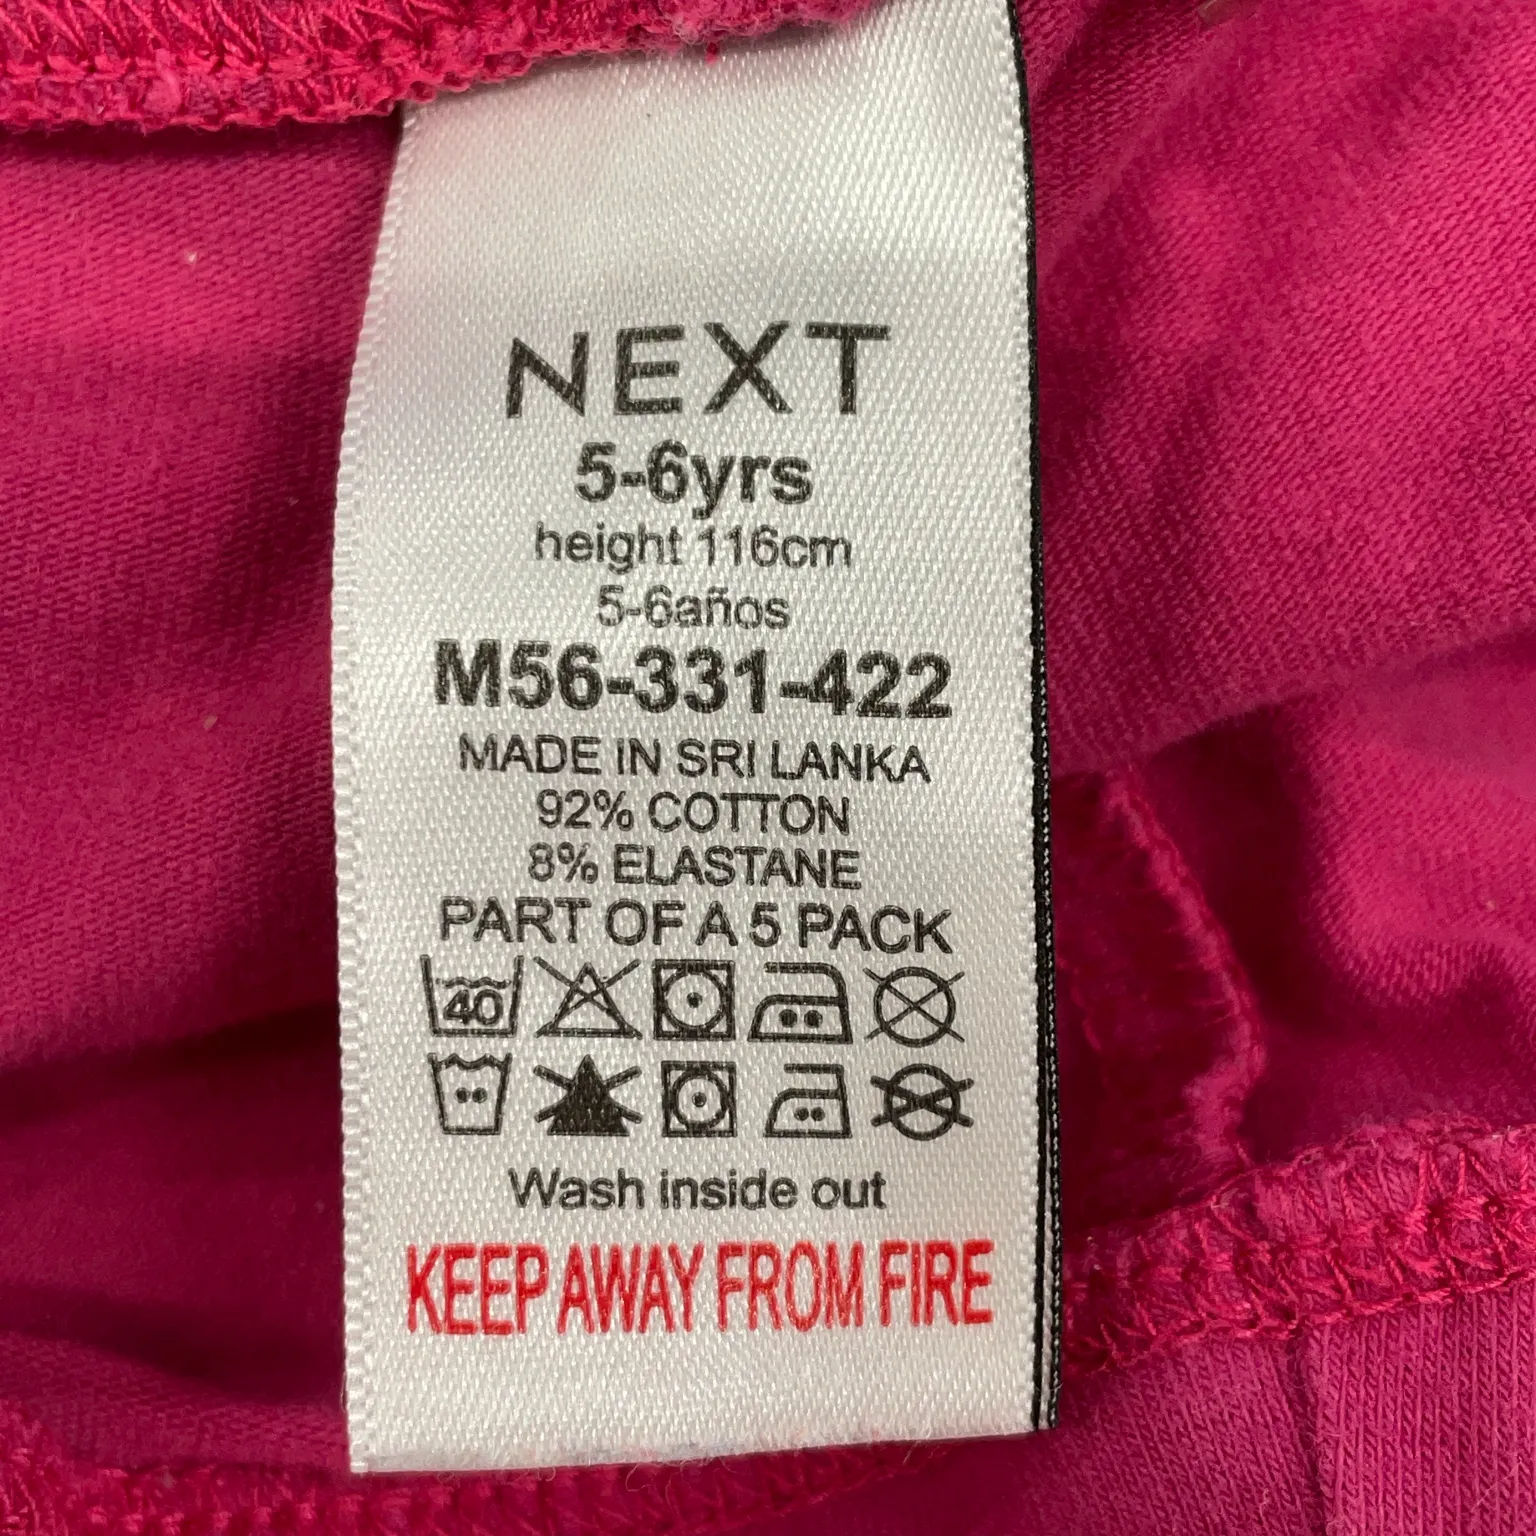 NEXT
5-6yrs
height 116cm
5-6años
M56-331-422
MADE IN SRI LANKA
92% COTTON
8% ELASTANE
PART OF A 5 PACK
40
Wash inside out
KEEP AWAY FROM FIRE